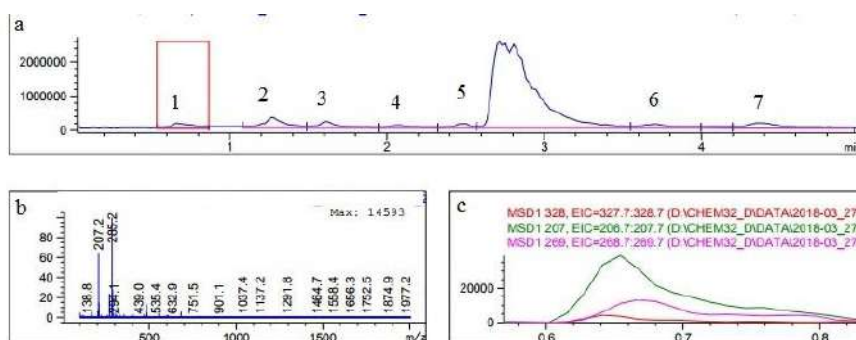 a
2000000
1000000
0
1 2 3 4 5 6 7
1 2 3 4
b
Max: 14593
80
60
40
20
0
207.2
285.2
138.8
294.1
439.0
535.4
632.9
751.5
901.1
1037.4
1137.2
1291.8
1464.7
1558.4
1656.3
1752.5
1874.9
1977.2
500 1000 1500 m/z
c
MSD1 328, EIC=327.7:328.7 (D:\CHEM32_D\DATA\2018-03_27
MSD1 207, EIC=206.7:207.7 (D:\CHEM32_D\DATA\2018-03_27
MSD1 269, EIC=268.7:269.7 (D:\CHEM32_D\DATA\2018-03_27
20000
0
0.6 0.7 0.8